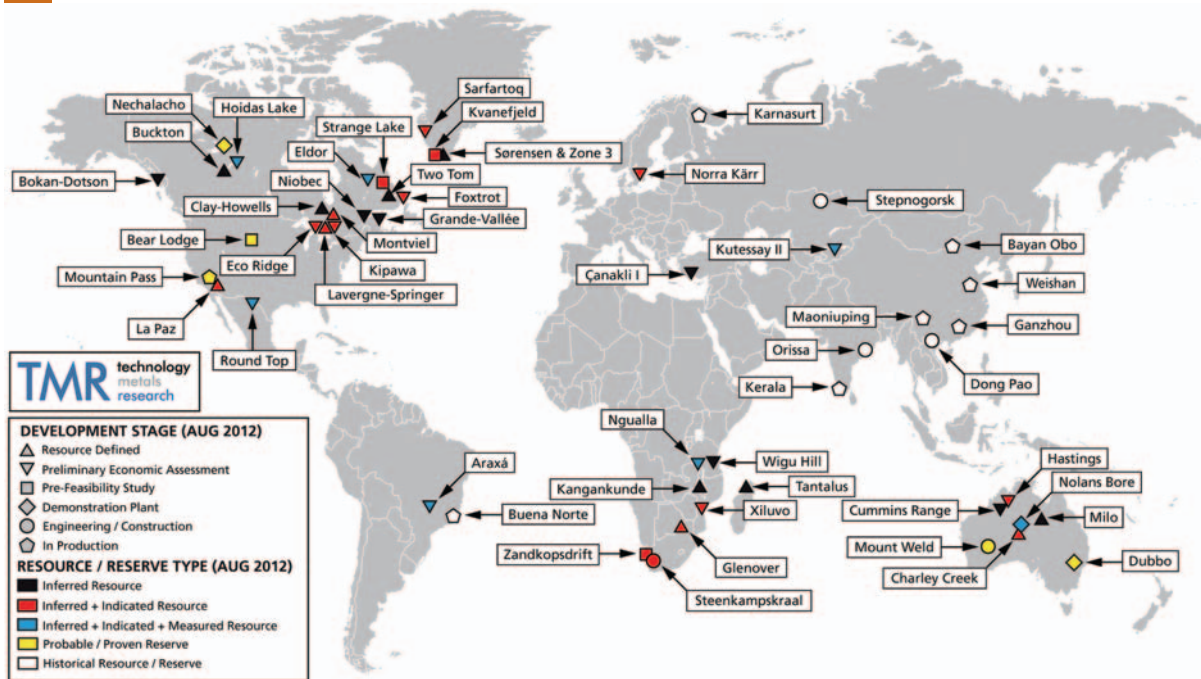 Sarfartoq
Kvanefjeld
Nechalacho
Hoidas Lake
Buckton
Strange Lake
Karnasurt
Eldor
Sørensen & Zone 3
Two Tom
Bokan-Dotson
Niobec
Norra Kärr
Foxtrot
Clay-Howells
Stepnogorsk
Grande-Vallée
Bear Lodge
Montviel
Kutessay II
Bayan Obo
Eco Ridge
Kipawa
Mountain Pass
Çanakli I
Weishan
Lavergne-Springer
Maoniuping
Ganzhou
La Paz
Orissa
Round Top
Kerala
Dong Pao
TMR technology
metals
research
DEVELOPMENT STAGE (AUG 2012)
Resource Defined
Preliminary Economic Assessment
Pre-Feasibility Study
Demonstration Plant
Engineering / Construction
In Production
RESOURCE / RESERVE TYPE (AUG 2012)
Inferred Resource
Inferred + Indicated Resource
Inferred + Indicated + Measured Resource
Probable / Proven Reserve
Historical Resource / Reserve
Ngualla
Araxá
Wigu Hill
Hastings
Nolans Bore
Kangankunde
Tantalus
Buena Norte
Xiluvo
Cummins Range
Milo
Zandkopsdrift
Mount Weld
Glenover
Dubbo
Charley Creek
Steenkampskraal